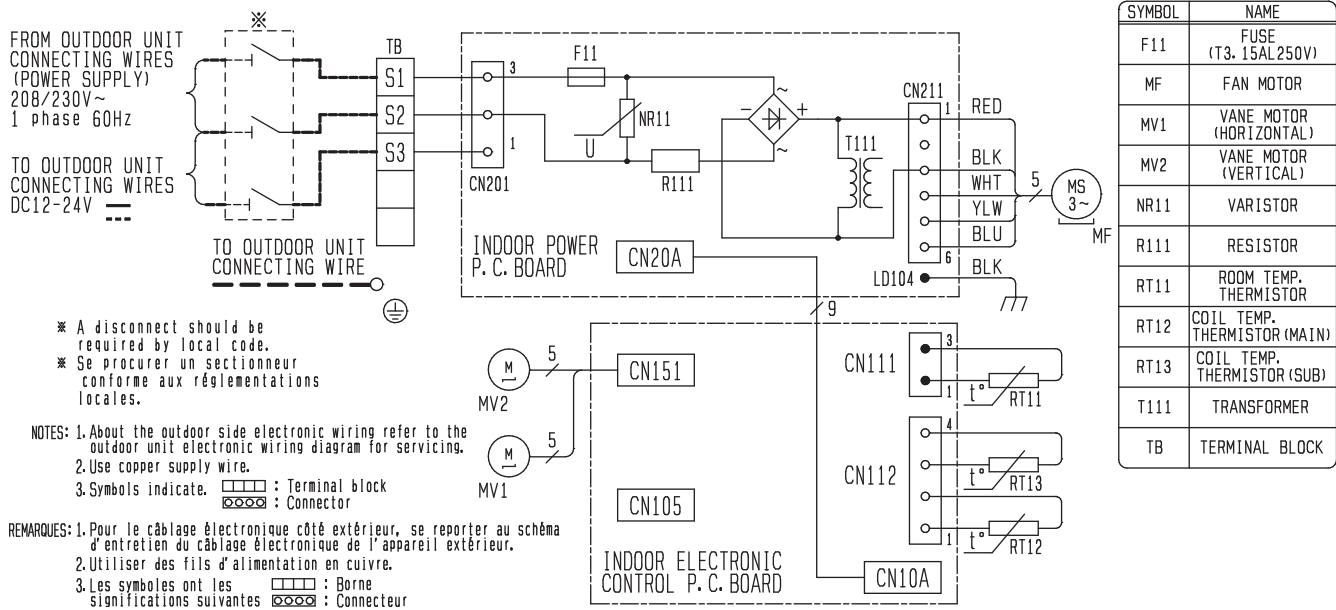 FROM OUTDOOR UNIT
CONNECTING WIRES
(POWER SUPPLY)
208/230V~
1 phase 60Hz
TO OUTDOOR UNIT
CONNECTING WIRES
DC12-24V
※
TB
S1
S2
S3
TO OUTDOOR UNIT
CONNECTING WIRE
3
1
CN201
F11
NR11
U
R111
~
~
-
+
T111
CN211
1
6
RED
BLK
WHT
YLW
BLU
5
MS
3~
MF
LD104
BLK
INDOOR POWER
P.C.BOARD
CN20A
9
※ A disconnect should be
required by local code.
※ Se procurer un sectionneur
conforme aux réglementations
locales.
NOTES: 1. About the outdoor side electronic wiring refer to the
outdoor unit electronic wiring diagram for servicing.
2. Use copper supply wire.
3. Symbols indicate. : Terminal block
: Connector
REMARQUES: 1. Pour le câblage électronique côté extérieur, se reporter au schéma
d'entretien du câblage électronique de l'appareil extérieur.
2. Utiliser des fils d'alimentation en cuivre.
3. Les symboles ont les : Borne
significations suivantes : Connecteur
M
MV2
5
M
MV1
5
CN151
CN105
INDOOR ELECTRONIC
CONTROL P.C.BOARD
CN10A
CN111
3
1
t°
RT11
CN112
4
1
t°
RT13
t°
RT12
SYMBOL NAME
F11 FUSE
(T3.15AL250V)
MF FAN MOTOR
MV1 VANE MOTOR
(HORIZONTAL)
MV2 VANE MOTOR
(VERTICAL)
NR11 VARISTOR
R111 RESISTOR
RT11 ROOM TEMP.
THERMISTOR
RT12 COIL TEMP.
THERMISTOR(MAIN)
RT13 COIL TEMP.
THERMISTOR(SUB)
T111 TRANSFORMER
TB TERMINAL BLOCK